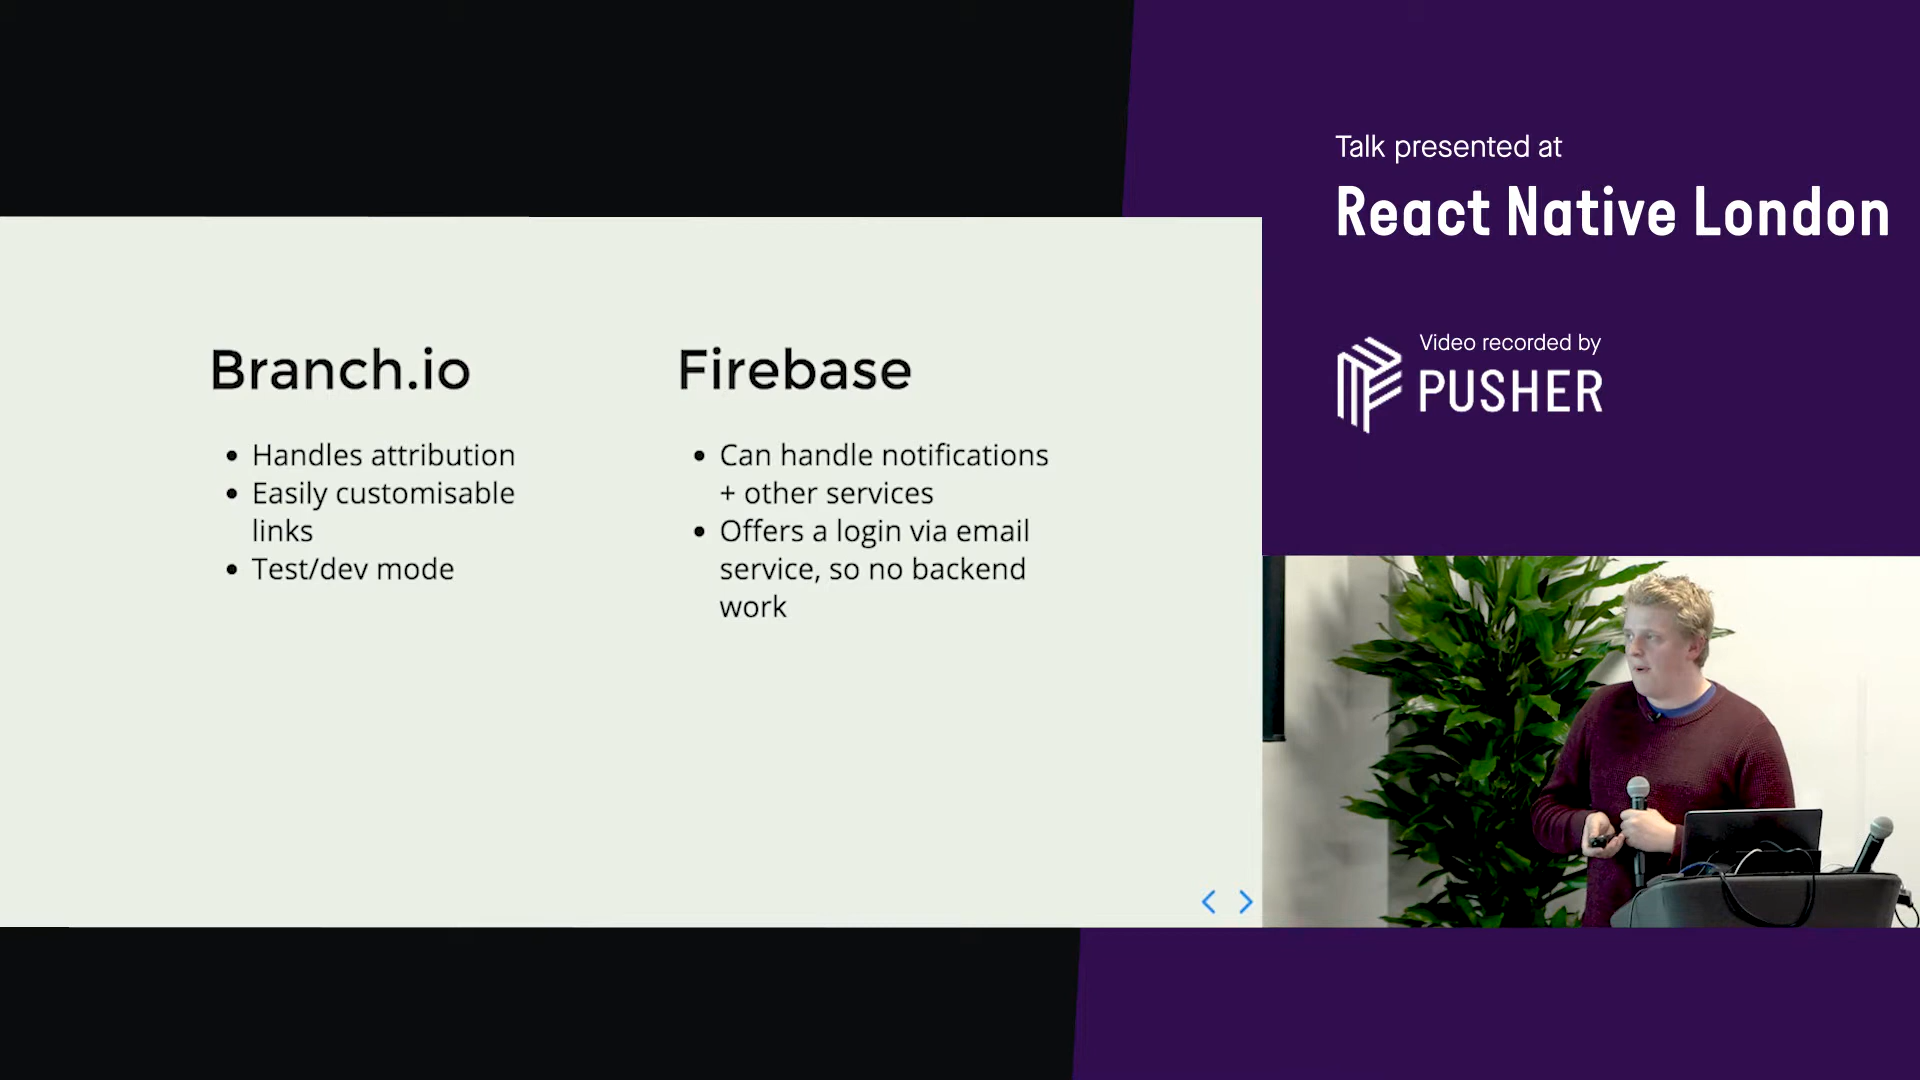 Talk presented at
React Native London
Video recorded by
PUSHER
Branch.io
Handles attribution
Easily customisable
links
Test/dev mode
Firebase
Can handle notifications
+ other services
Offers a login via email
service, so no backend
work